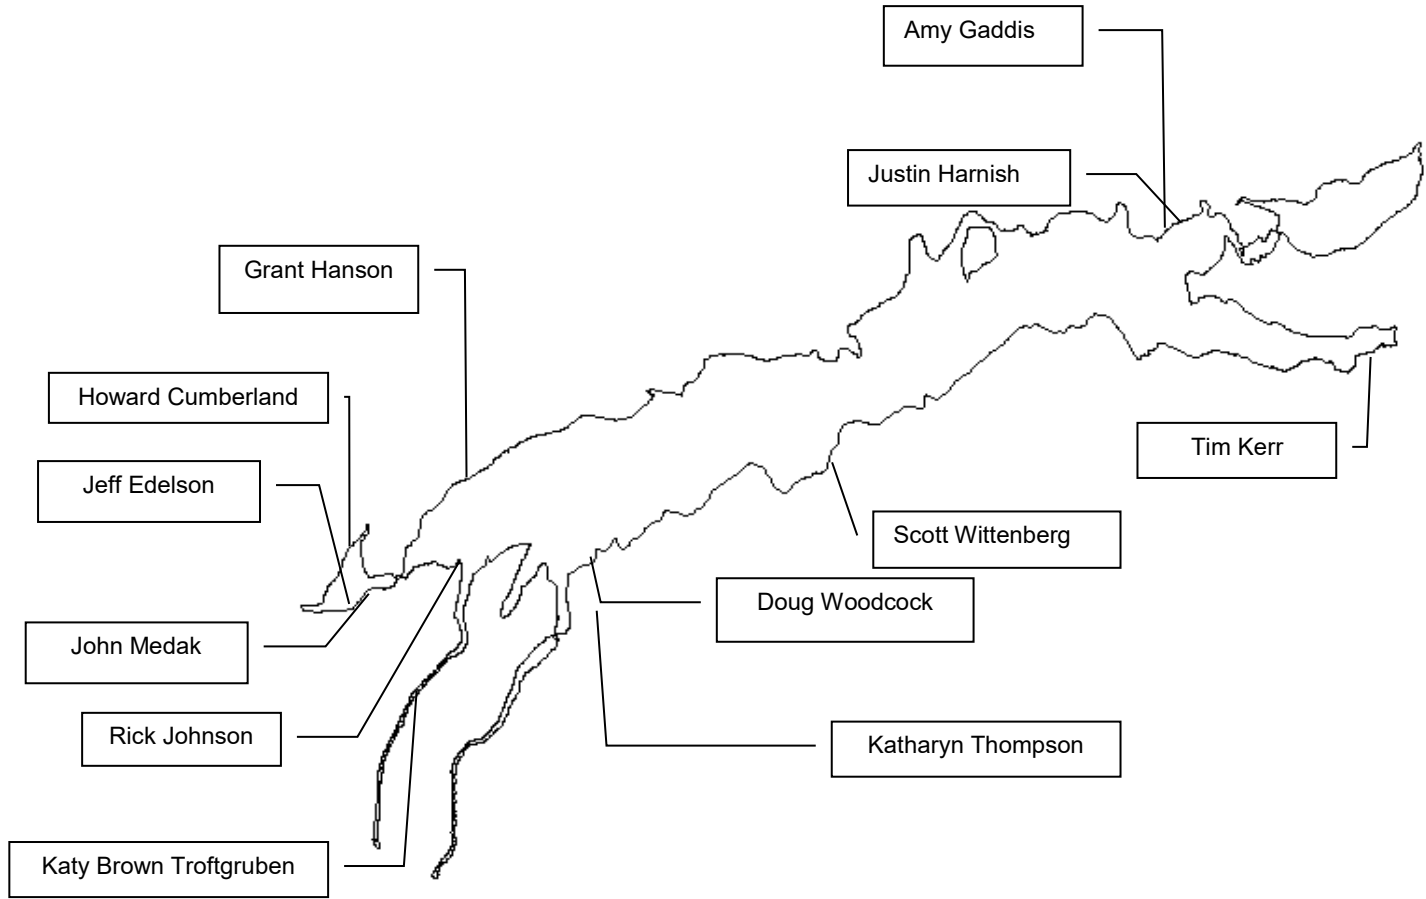 Amy Gaddis
Justin Harnish
Grant Hanson
Howard Cumberland
Tim Kerr
Jeff Edelson
Scott Wittenberg
Doug Woodcock
John Medak
Rick Johnson
Katharyn Thompson
Katy Brown Troftgruben